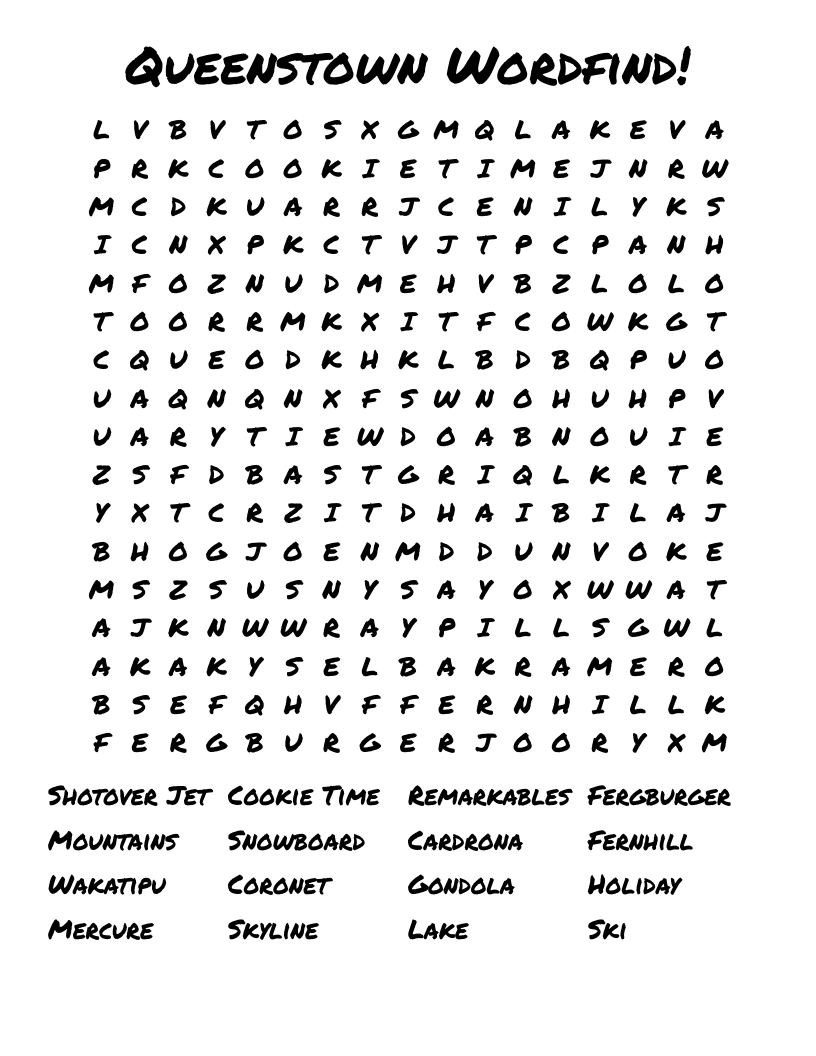 Queenstown Wordfind!
L V B V T O S X G M Q L A K E V A
P R K C O O K I E T I M E J N R W
M C D K U A R R J C E N I L Y K S
I C N X P K C T V J T P C P A N H
M F O Z N U D M E H V B Z L O L O
T O O R R M K X I T F C O W K G T
C Q U E O D K H K L B D B Q P U O
U A Q N Q N X F S W N O H U H P V
U A R Y T I E W D O A B N O U I E
Z S F D B A S T G R I Q L K R T R
Y X T C R Z I T D H A I B I L A J
B H O G J O E N M D D U N V O K E
M S Z S U S N Y S A Y O X W W A T
A J K N W W R A Y P I L L S G W L
A K A K Y S E L B A K R A M E R O
B S E F Q H V F F E R N H I L L K
F E R G B U R G E R J O O R Y X M
Shotover Jet Cookie Time Remarkables Fergburger
Mountains Snowboard Cardrona Fernhill
Wakatipu Coronet Gondola Holiday
Mercure Skyline Lake Ski